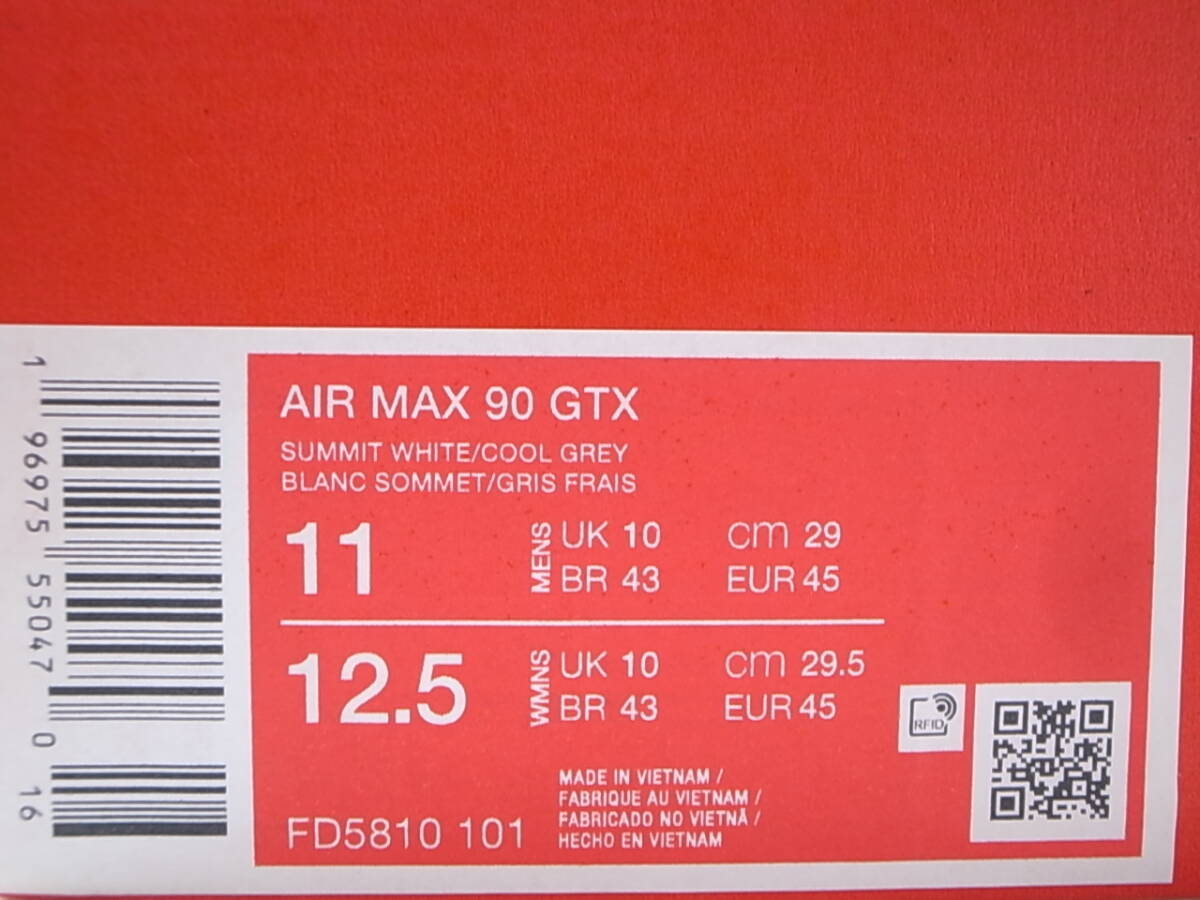 1 96975 55047 0 16
AIR MAX 90 GTX
SUMMIT WHITE/COOL GREY
BLANC SOMMET/GRIS FRAIS
11 MENS UK 10 cm 29
BR 43 EUR 45
12.5 WMNS UK 10 cm 29.5
BR 43 EUR 45
RFID
MADE IN VIETNAM /
FABRIQUE AU VIETNAM /
FABRICADO NO VIETNÃ /
HECHO EN VIETNAM
FD5810 101